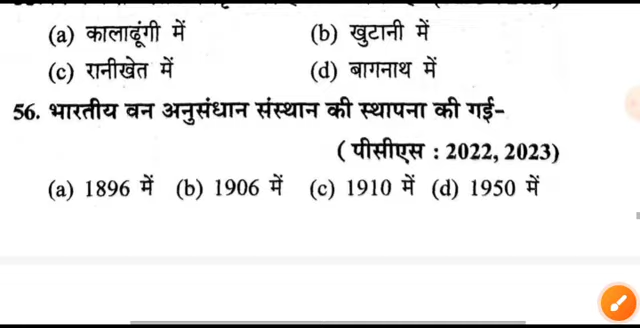 (a) कालाढूंगी में (b) खुटानी में
(c) रानीखेत में (d) बागनाथ में
56. भारतीय वन अनुसंधान संस्थान की स्थापना की गई-
( पीसीएस : 2022, 2023)
(a) 1896 में (b) 1906 में (c) 1910 में (d) 1950 में